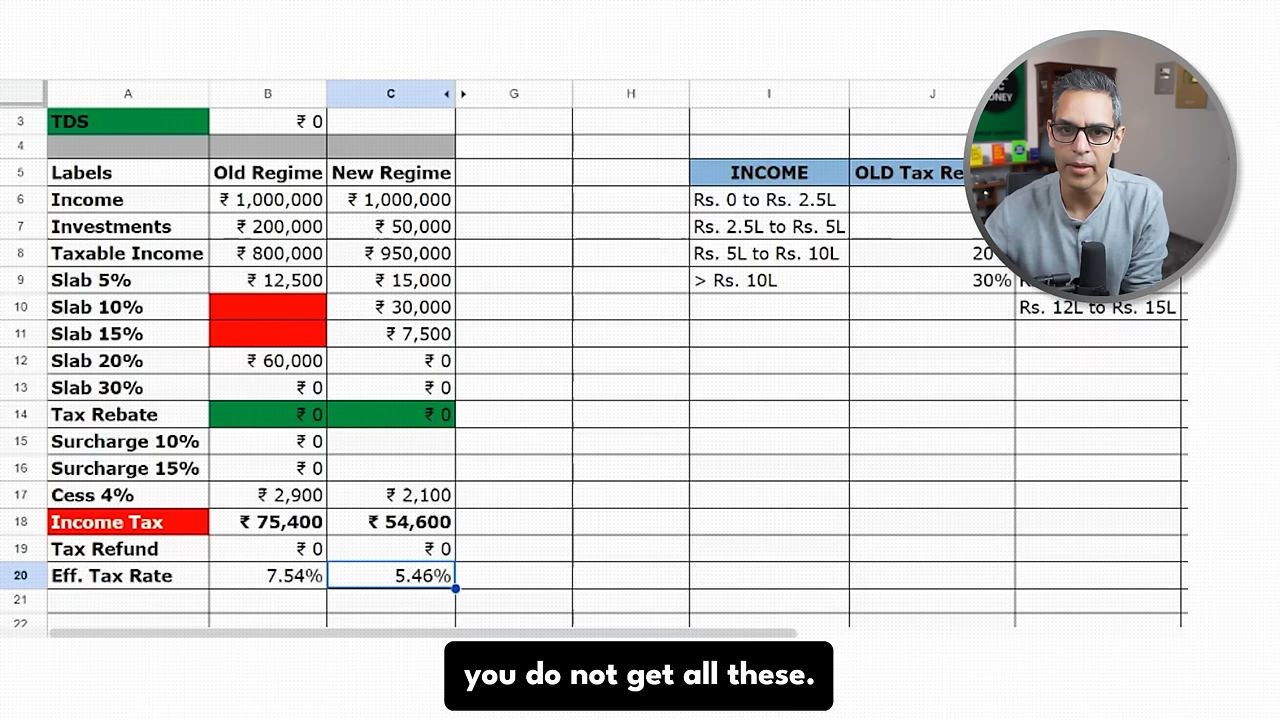 A B C G H I J
3 TDS ₹ 0
4
5 Labels Old Regime New Regime INCOME OLD Tax Re
6 Income ₹ 1,000,000 ₹ 1,000,000 Rs. 0 to Rs. 2.5L
7 Investments ₹ 200,000 ₹ 50,000 Rs. 2.5L to Rs. 5L
8 Taxable Income ₹ 800,000 ₹ 950,000 Rs. 5L to Rs. 10L 20
9 Slab 5% ₹ 12,500 ₹ 15,000 > Rs. 10L 30%
10 Slab 10% ₹ 30,000 Rs. 12L to Rs. 15L
11 Slab 15% ₹ 7,500
12 Slab 20% ₹ 60,000 ₹ 0
13 Slab 30% ₹ 0 ₹ 0
14 Tax Rebate ₹ 0 ₹ 0
15 Surcharge 10% ₹ 0
16 Surcharge 15% ₹ 0
17 Cess 4% ₹ 2,900 ₹ 2,100
18 Income Tax ₹ 75,400 ₹ 54,600
19 Tax Refund ₹ 0 ₹ 0
20 Eff. Tax Rate 7.54% 5.46%
21
22
you do not get all these.